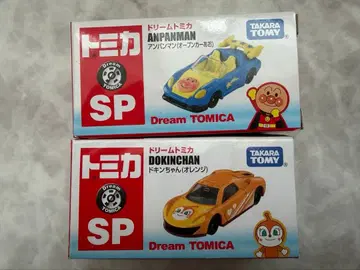 トミカ
ドリームトミカ
TAKARA TOMY
ANPANMAN
アンパンマン(オープンカーあお)
Dream TOMICA
SP
Dream TOMICA
トミカ
ドリームトミカ
TAKARA TOMY
DOKINCHAN
ドキンちゃん(オレンジ)
Dream TOMICA
SP
Dream TOMICA